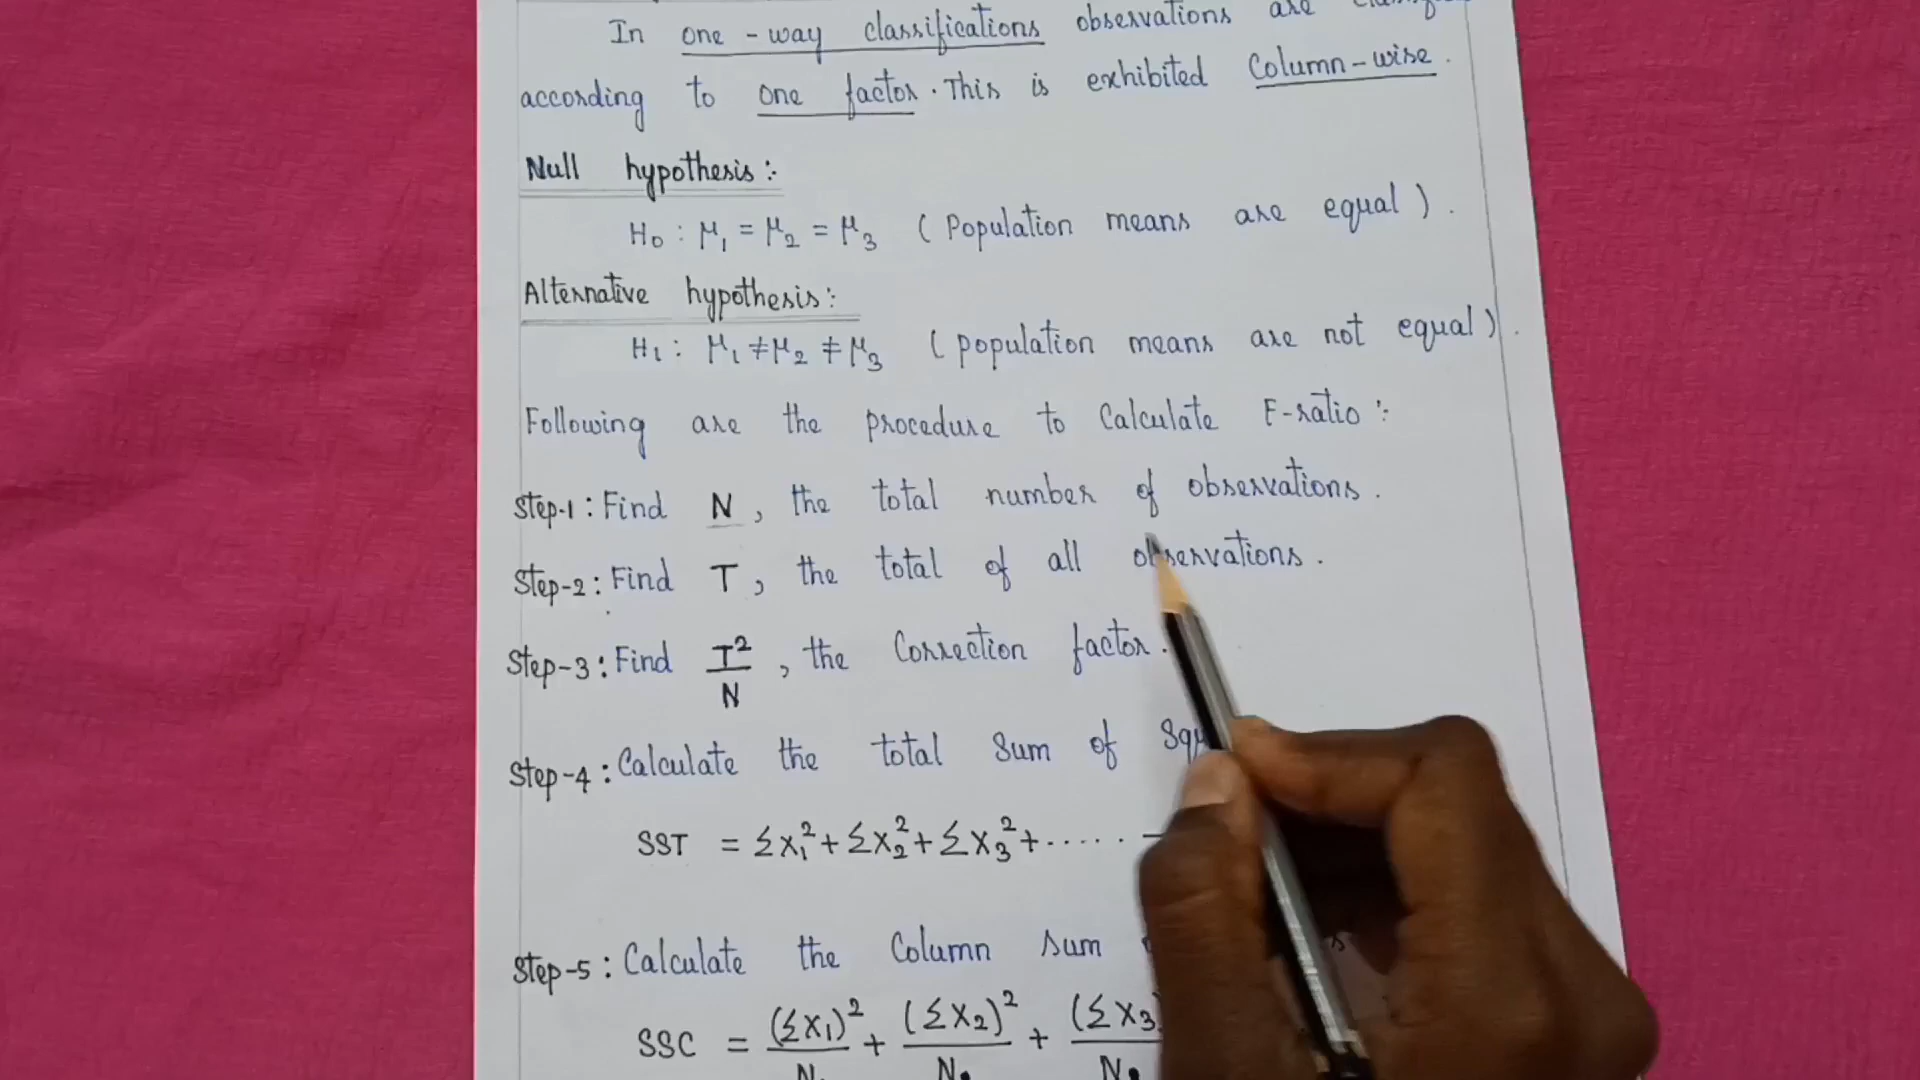 In one-way classifications observations are
according to one factor. This is exhibited Column-wise.
Null hypothesis:-
H₀ : μ₁ = μ₂ = μ₃ (Population means are equal).
Alternative hypothesis:-
H₁ : μ₁ ≠ μ₂ ≠ μ₃ (population means are not equal).
Following are the procedure to Calculate F-ratio:-
Step-1 : Find N, the total number of observations.
Step-2 : Find T, the total of all observations.
Step-3 : Find T²/N, the Correction factor.
Step-4 : Calculate the total Sum of
SST = Σx₁² + Σx₂² + Σx₃² + ......
Step-5 : Calculate the Column sum
SSC = (Σx₁)²/N + (Σx₂)²/N + (Σx₃